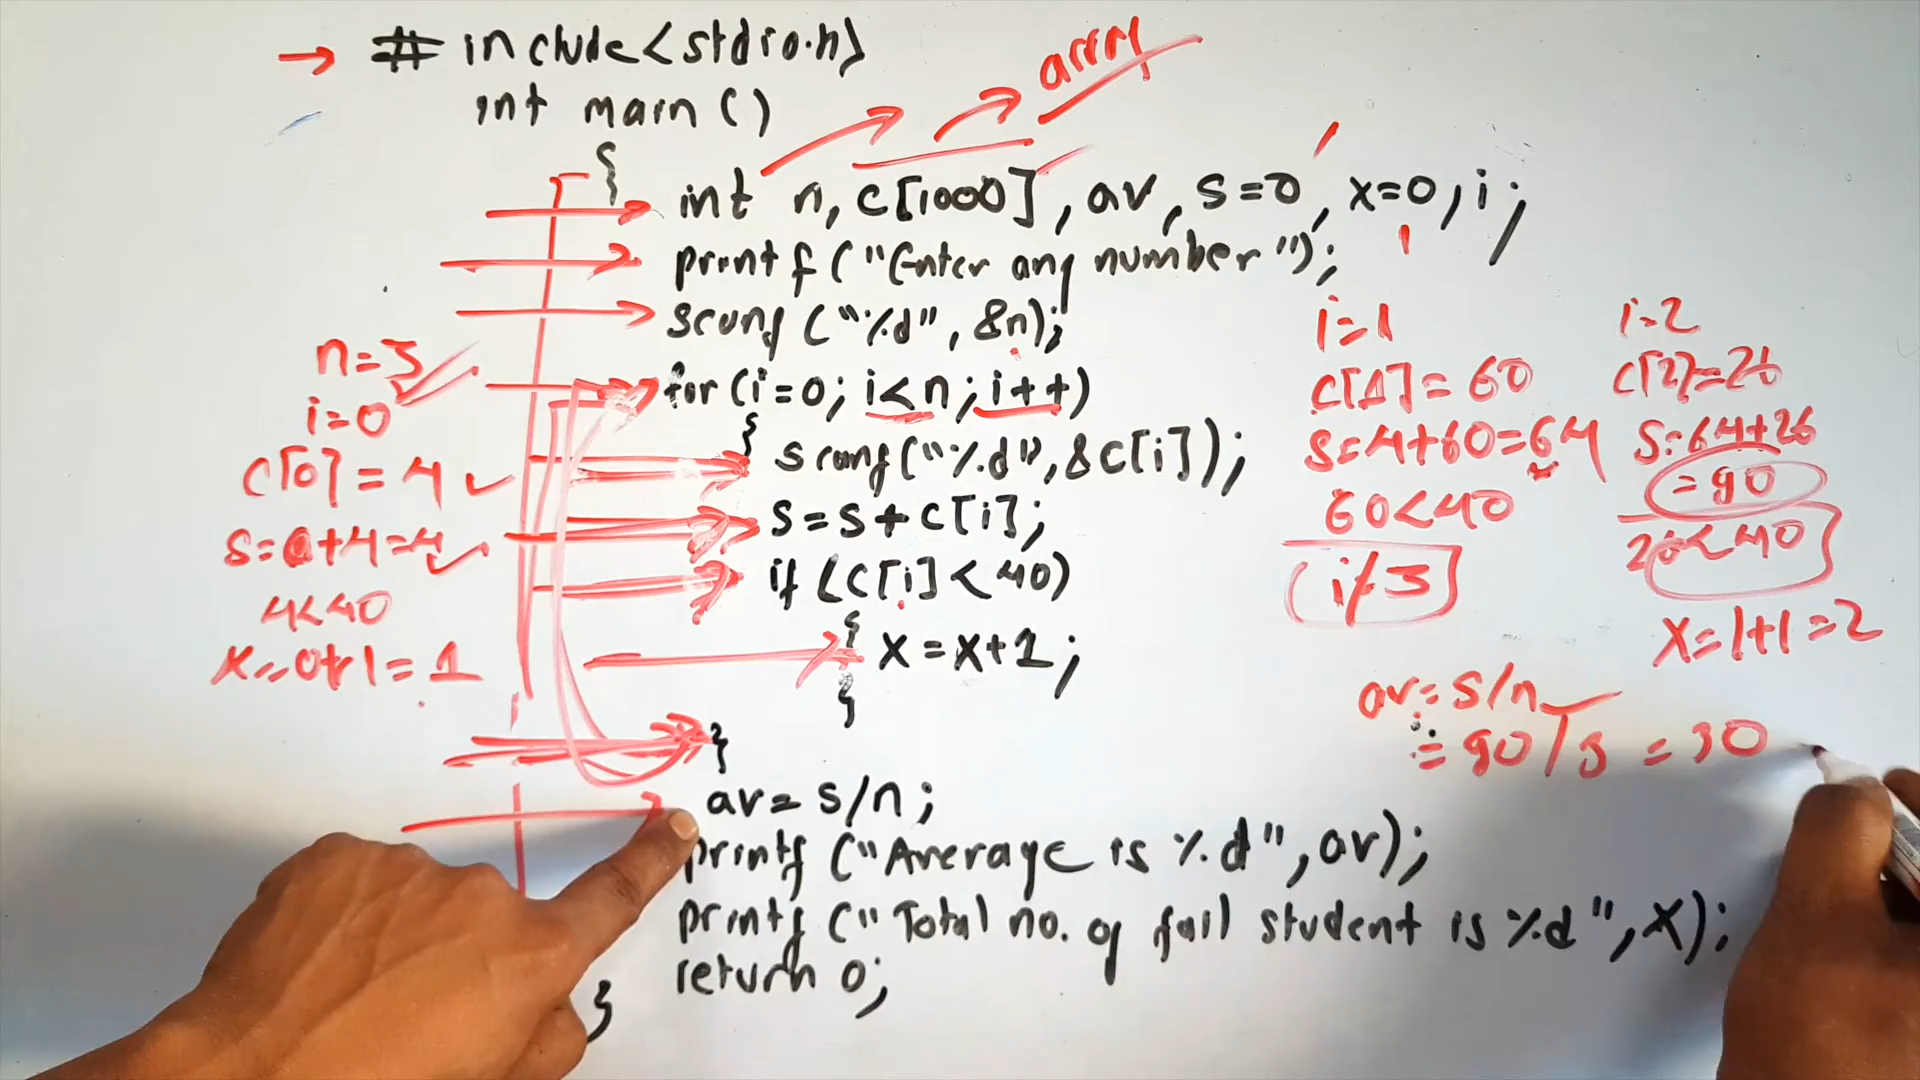 # include<stdio.h>
int main ()
array
{
int n, c[1000], av, s=0, x=0, i;
printf ("Enter any number");
scanf ("%d", &n);
for (i=0; i<n; i++)
{ scanf("%d", &c[i]);
s=s+c[i];
if (c[i]<40)
{ x=x+1;
}
}
av= s/n;
printf ("Average is %d", av);
printf ("Total no. of fail student is %d", x);
return 0;
}
n=3
i=0
c[0]=4
s=0+4=4
4<40
x=0+1=1
i=1
c[1]=60
s=4+60=64
60<40
i=2
c[2]=26
s=64+26
=90
26<40
x=1+1=2
av=s/n
=90/3=30